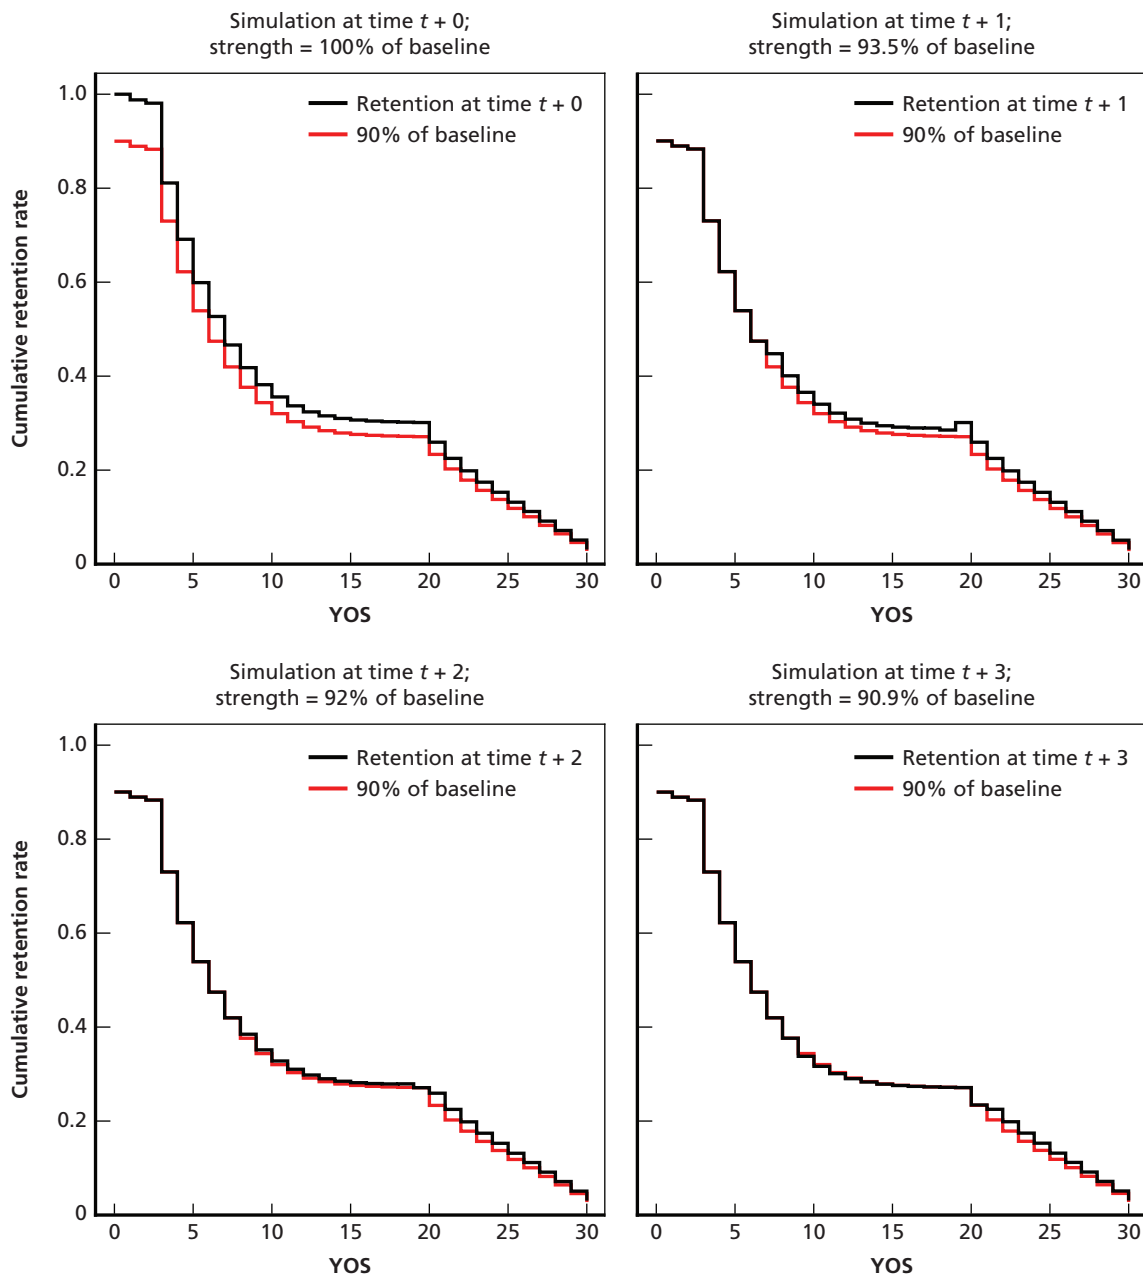 Simulation at time t + 0;
strength = 100% of baseline
Retention at time t + 0
90% of baseline
Cumulative retention rate
1.0
0.8
0.6
0.4
0.2
0
0 5 10 15 20 25 30
YOS
Simulation at time t + 1;
strength = 93.5% of baseline
Retention at time t + 1
90% of baseline
0 5 10 15 20 25 30
YOS
Simulation at time t + 2;
strength = 92% of baseline
Retention at time t + 2
90% of baseline
Cumulative retention rate
1.0
0.8
0.6
0.4
0.2
0
0 5 10 15 20 25 30
YOS
Simulation at time t + 3;
strength = 90.9% of baseline
Retention at time t + 3
90% of baseline
0 5 10 15 20 25 30
YOS